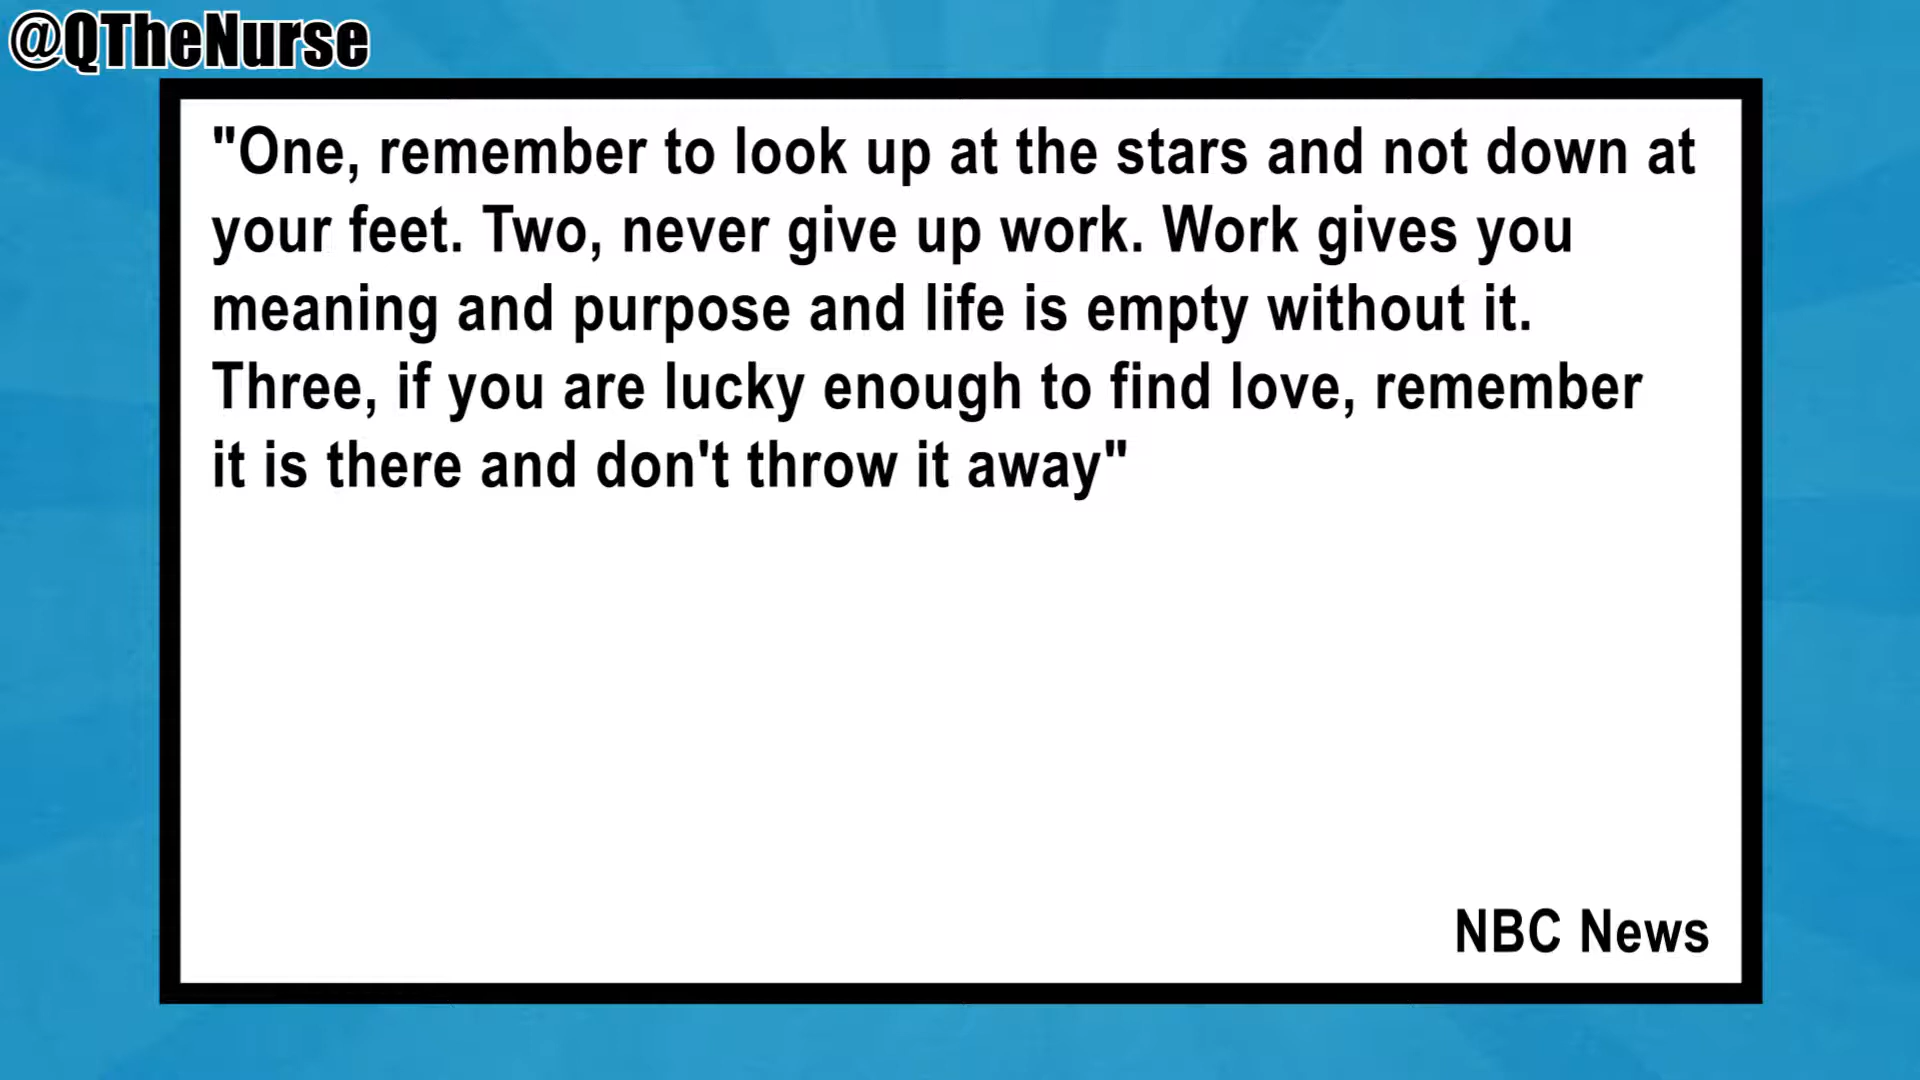 @QTheNurse
"One, remember to look up at the stars and not down at
your feet. Two, never give up work. Work gives you
meaning and purpose and life is empty without it.
Three, if you are lucky enough to find love, remember
it is there and don't throw it away"
NBC News